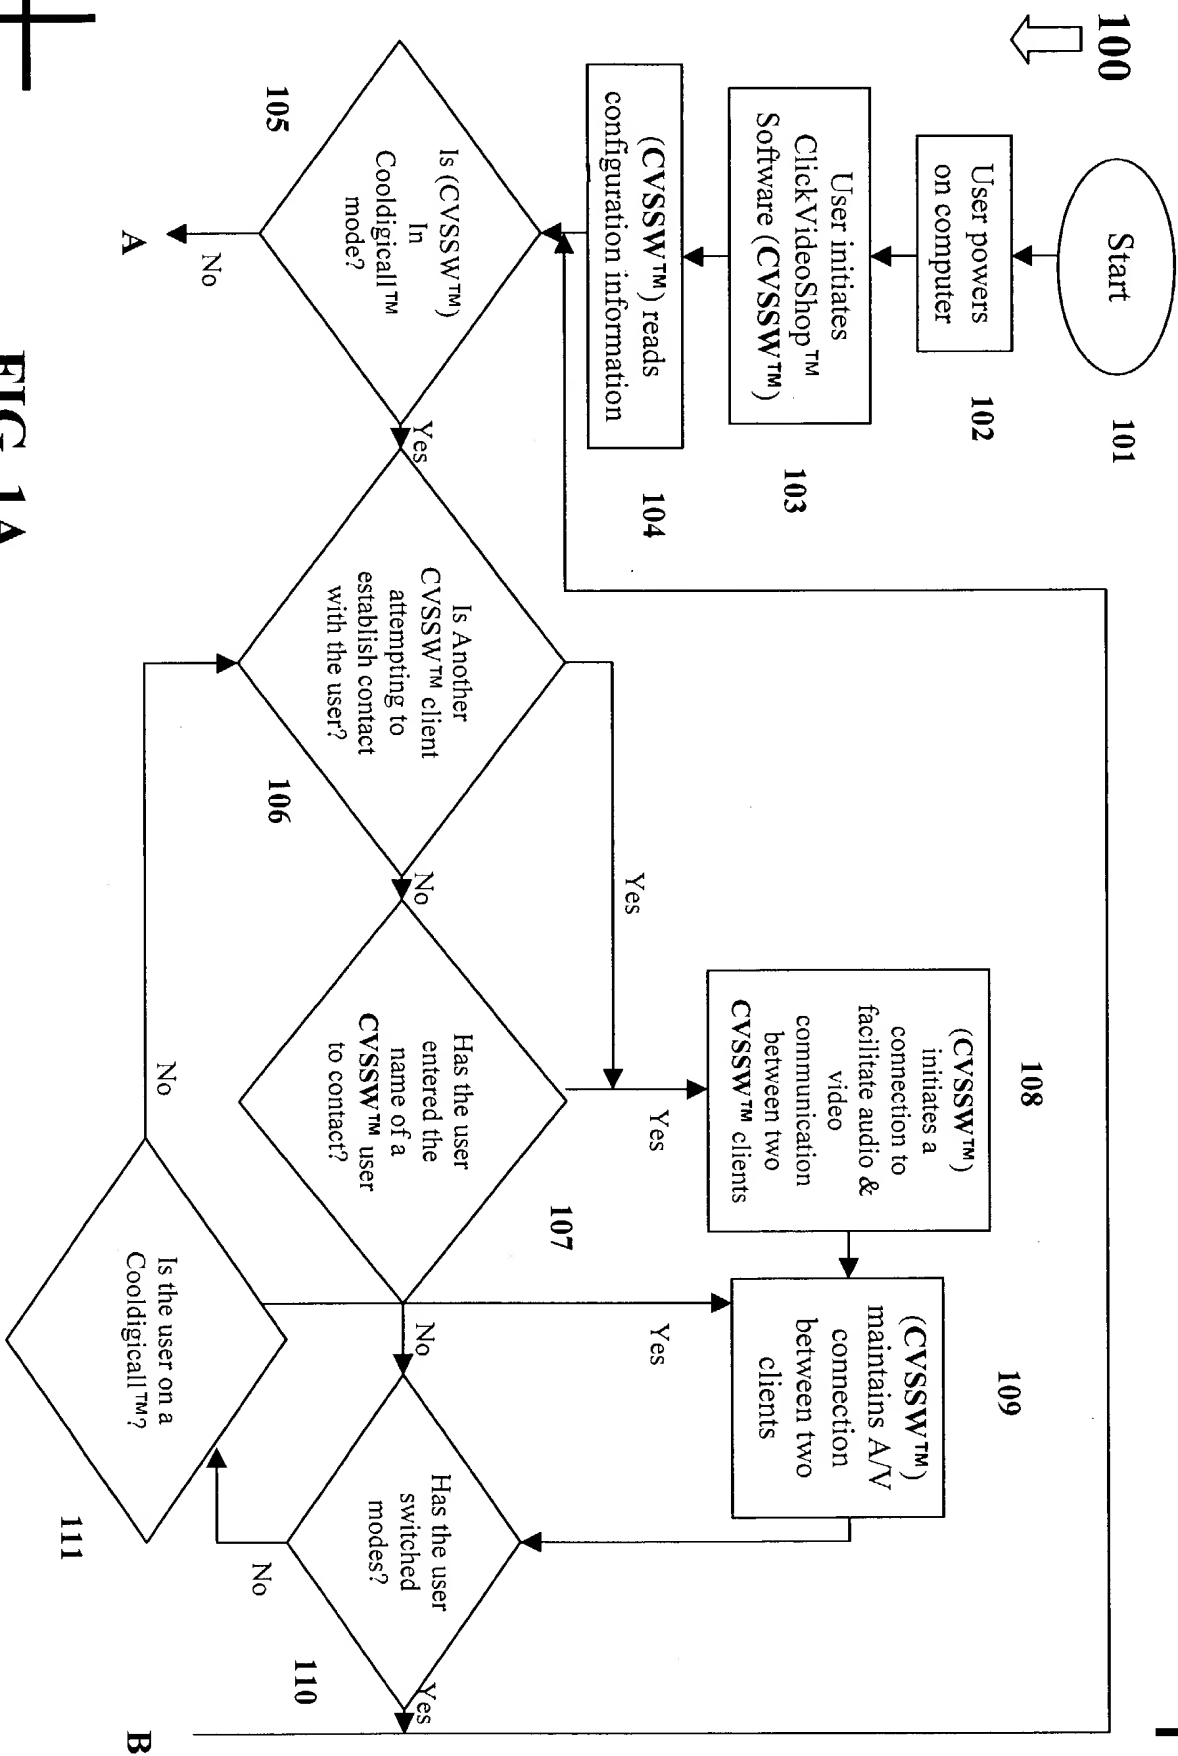 100
Start
101
User powers
on computer
102
User initiates
ClickVideoShop™
Software (CVSSW™)
103
(CVSSW™) reads
configuration information
104
Is (CVSSW™)
In
Cooldigicall™
mode?
105
No
A
Yes
Is Another
CVSSW™ client
attempting to
establish contact
with the user?
106
Yes
No
Has the user
entered the
name of a
CVSSW™ user
to contact?
107
Yes
No
(CVSSW™)
initiates a
connection to
facilitate audio &
video
communication
between two
CVSSW™ clients
108
(CVSSW™)
maintains A/V
connection
between two
clients
109
Has the user
switched
modes?
110
Yes
No
Is the user on a
Cooldigicall™?
111
Yes
No
B
FIG 1A